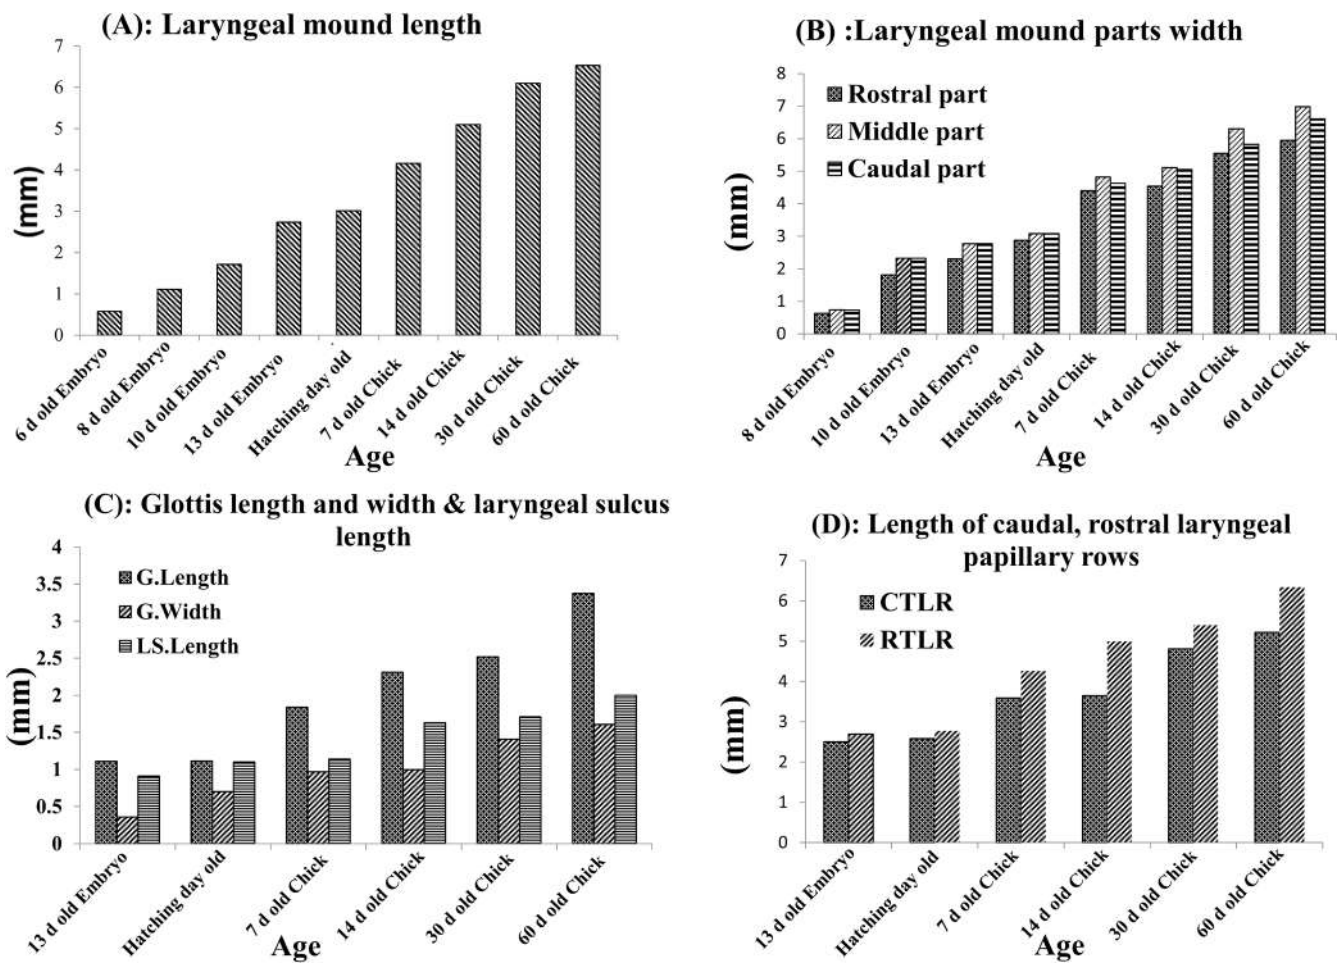 (A): Laryngeal mound length
7
6
5
4
3
2
1
0
(mm)
6 d old Embryo
8 d old Embryo
10 d old Embryo
13 d old Embryo
Hatching day old
7 d old Chick
14 d old Chick
30 d old Chick
60 d old Chick
Age
(B) :Laryngeal mound parts width
8
7
6
5
4
3
2
1
0
(mm)
Rostral part
Middle part
Caudal part
8 d old Embryo
10 d old Embryo
13 d old Embryo
Hatching day old
7 d old Chick
14 d old Chick
30 d old Chick
60 d old Chick
Age
(C): Glottis length and width & laryngeal sulcus
length
4
3.5
3
2.5
2
1.5
1
0.5
0
(mm)
G.Length
G.Width
LS.Length
13 d old Embryo
Hatching day old
7 d old Chick
14 d old Chick
30 d old Chick
60 d old Chick
Age
(D): Length of caudal, rostral laryngeal
papillary rows
7
6
5
4
3
2
1
0
(mm)
CTLR
RTLR
13 d old Embryo
Hatching day old
7 d old Chick
14 d old Chick
30 d old Chick
60 d old Chick
Age